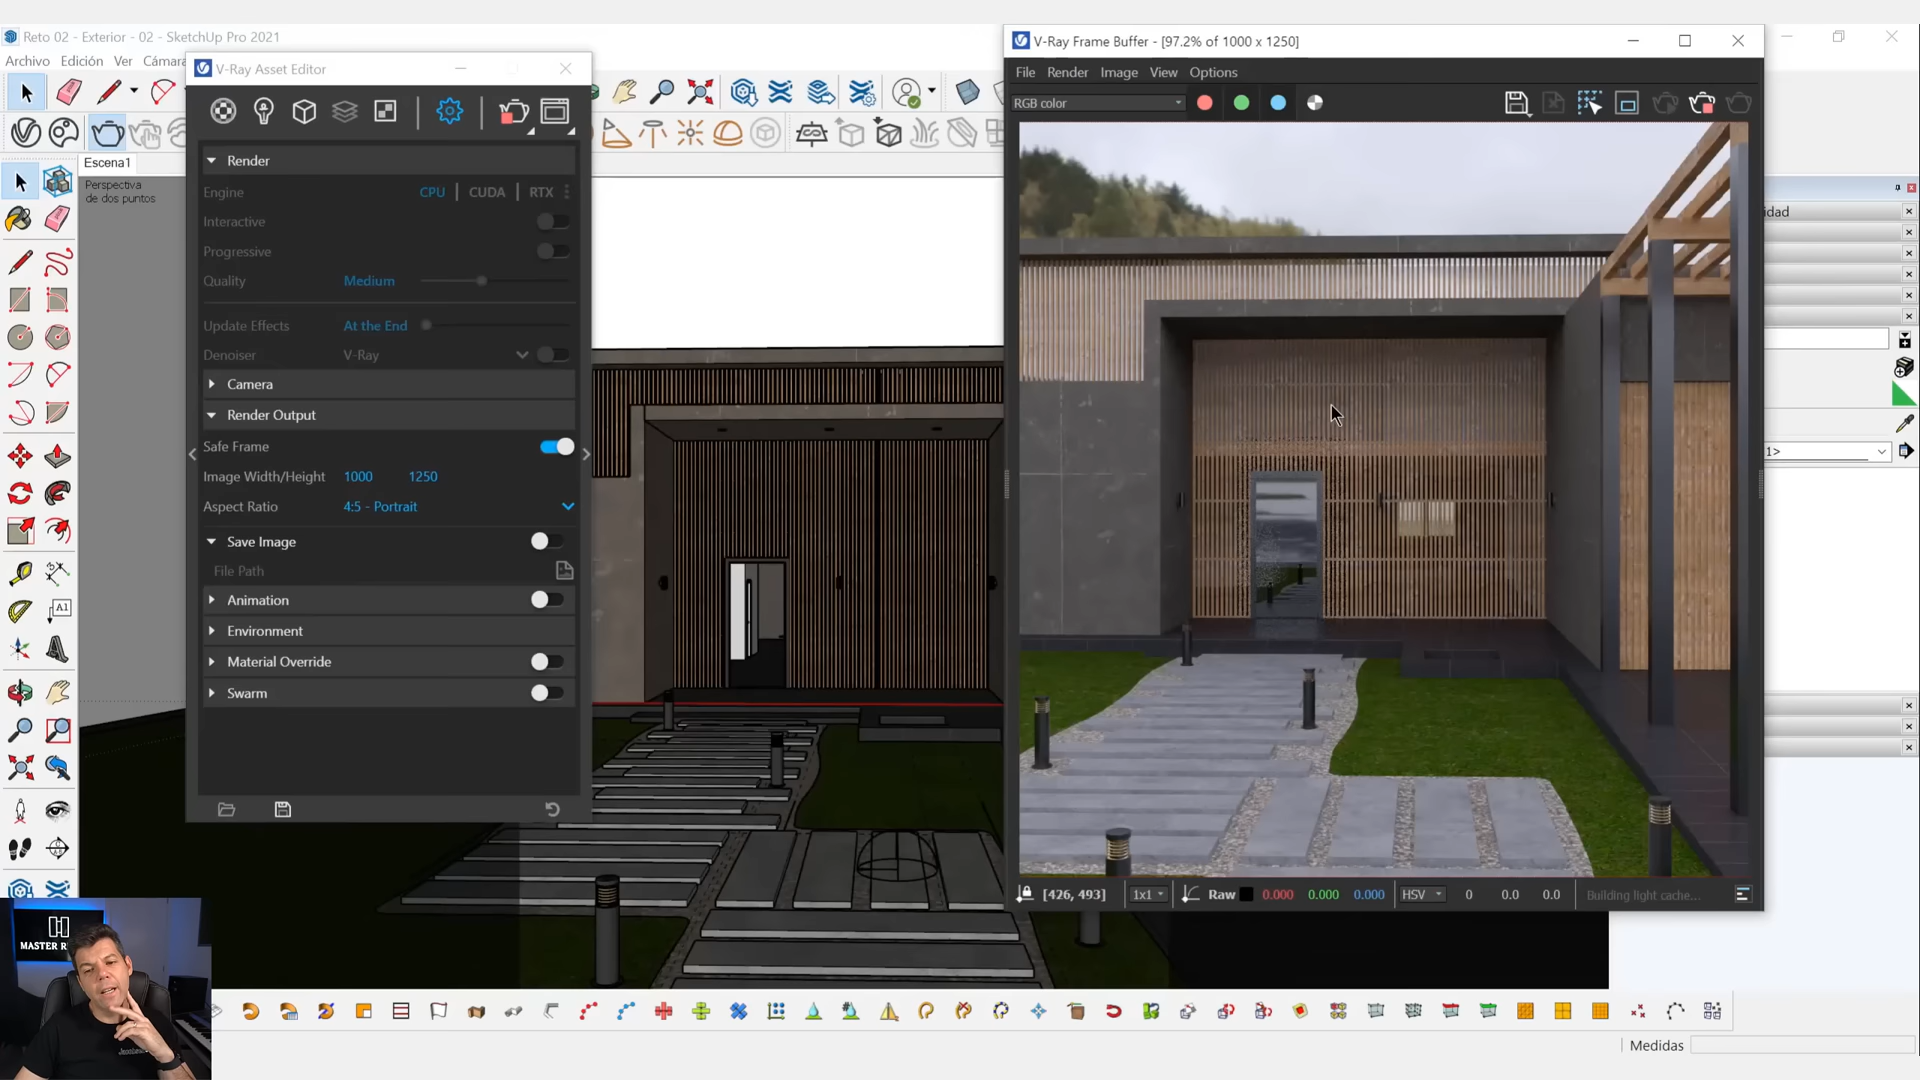 Reto 02 - Exterior - 02 - SketchUp Pro 2021
Archivo Edición Ver Cámara
Escena1
Perspectiva
de dos puntos
A1
V-Ray Asset Editor
Render
Engine CPU | CUDA | RTX
Interactive
Progressive
Quality Medium
Update Effects At the End
Denoiser V-Ray
Camera
Render Output
Safe Frame
Image Width/Height 1000 1250
Aspect Ratio 4:5 - Portrait
Save Image
File Path
Animation
Environment
Material Override
Swarm
V-Ray Frame Buffer - [97.2% of 1000 x 1250]
File Render Image View Options
RGB color
[426, 493] 1x1 Raw 0.000 0.000 0.000 HSV 0 0.0 0.0 Building light cache...
idad
1>
MASTER
Medidas